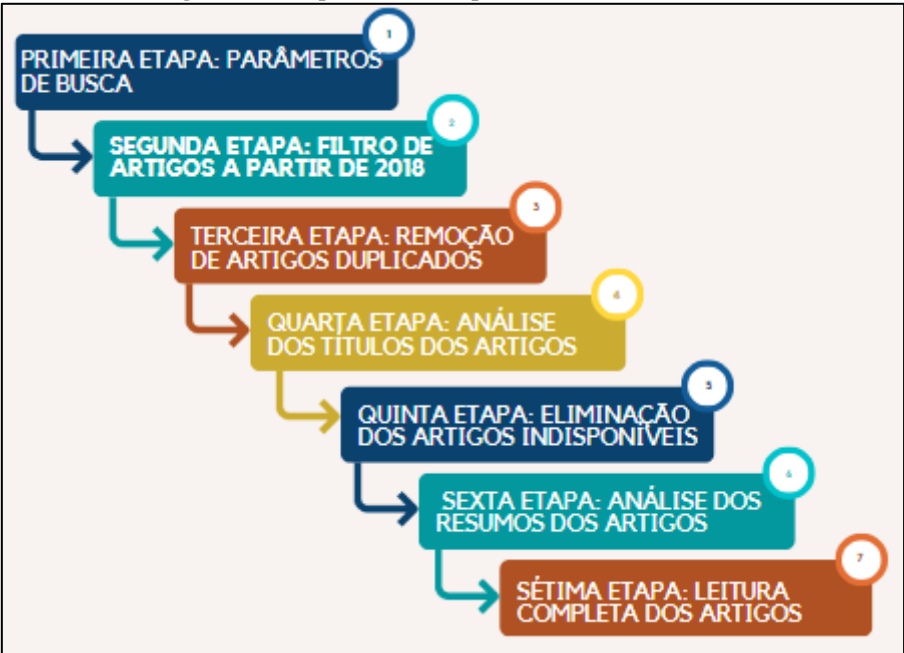 1
PRIMEIRA ETAPA: PARÂMETROS
DE BUSCA
2
SEGUNDA ETAPA: FILTRO DE
ARTIGOS A PARTIR DE 2018
3
TERCEIRA ETAPA: REMOÇÃO
DE ARTIGOS DUPLICADOS
4
QUARTA ETAPA: ANÁLISE
DOS TÍTULOS DOS ARTIGOS
5
QUINTA ETAPA: ELIMINAÇÃO
DOS ARTIGOS INDISPONÍVEIS
6
SEXTA ETAPA: ANÁLISE DOS
RESUMOS DOS ARTIGOS
7
SÉTIMA ETAPA: LEITURA
COMPLETA DOS ARTIGOS